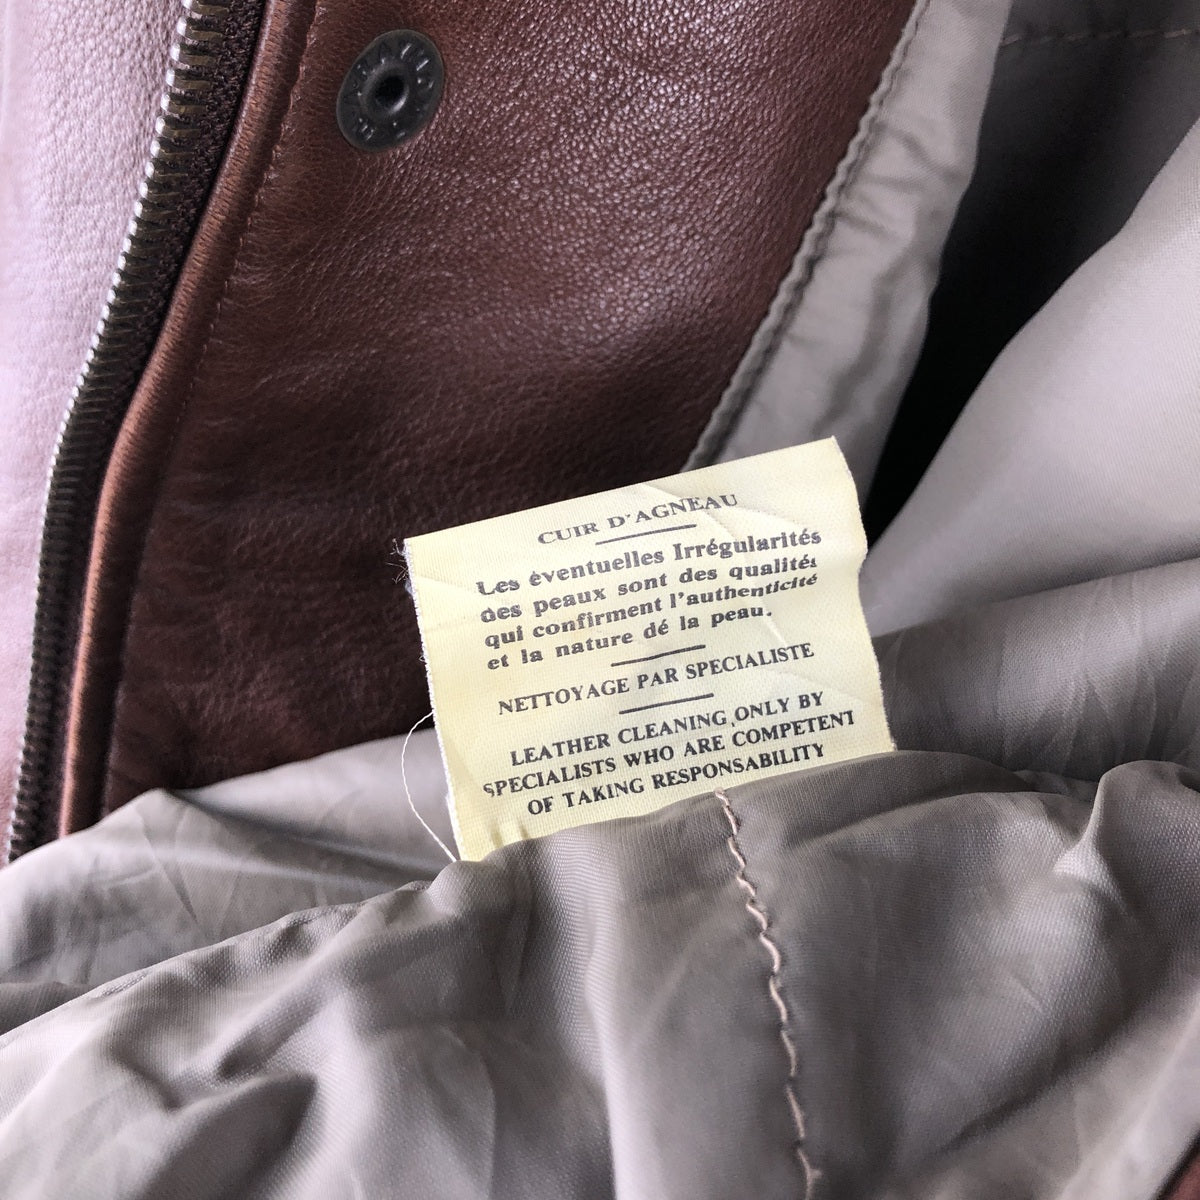 CUIR D'AGNEAU
Les éventuelles Irrégularités
des peaux sont des qualités
qui confirment l'authenticité
et la nature dé la peau.
NETTOYAGE PAR SPECIALISTE
LEATHER CLEANING ONLY BY
SPECIALISTS WHO ARE COMPETENT
OF TAKING RESPONSABILITY